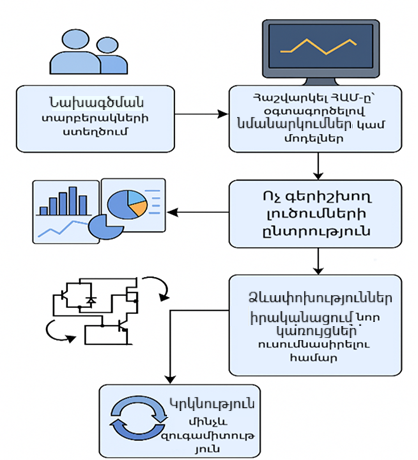 Նախագծման
տարբերակների
ստեղծում
Հաշվարկել ՀԱՄ-ը՝
օգտագործելով
նմանարկումներ կամ
մոդելներ
Ոչ գերիշխող
լուծումների
ընտրություն
Ձևափոխություններ
իրականացում նոր
կառույցներ
ուսումնասիրելու
համար
Կրկնություն
մինչև
զուգամիտութ
յուն